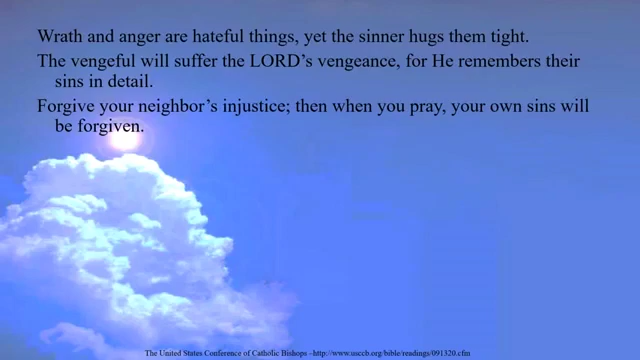 Wrath and anger are hateful things, yet the sinner hugs them tight.
The vengeful will suffer the LORD’s vengeance, for He remembers their
sins in detail.
Forgive your neighbor’s injustice; then when you pray, your own sins will
be forgiven.
The United States Conference of Catholic Bishops –http://www.usccb.org/bible/readings/091320.cfm